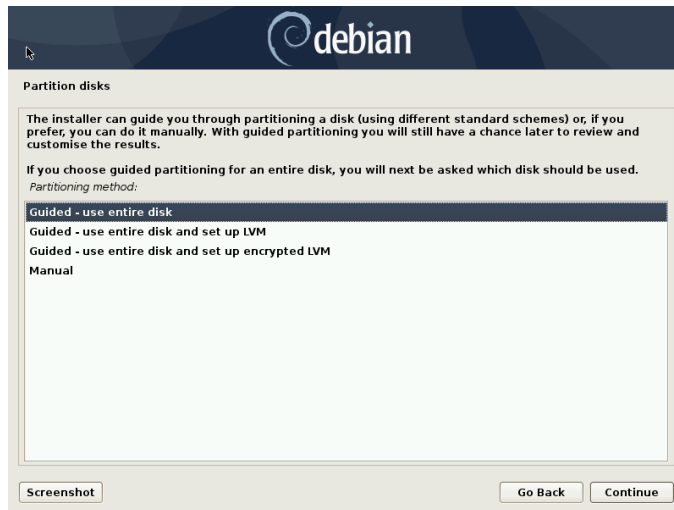 debian
Partition disks
The installer can guide you through partitioning a disk (using different standard schemes) or, if you
prefer, you can do it manually. With guided partitioning you will still have a chance later to review and
customise the results.
If you choose guided partitioning for an entire disk, you will next be asked which disk should be used.
Partitioning method:
Guided - use entire disk
Guided - use entire disk and set up LVM
Guided - use entire disk and set up encrypted LVM
Manual
Screenshot
Go Back
Continue